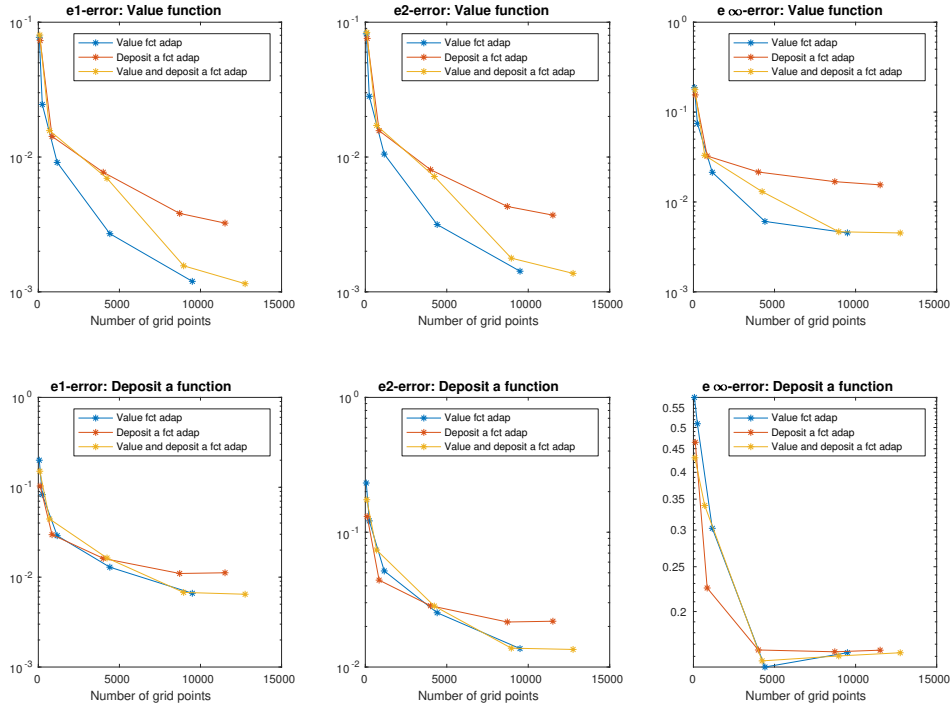 e1-error: Value function
10^-1
10^-2
10^-3
0
5000
10000
15000
Number of grid points
Value fct adap
Deposit a fct adap
Value and deposit a fct adap
e2-error: Value function
10^-1
10^-2
10^-3
0
5000
10000
15000
Number of grid points
Value fct adap
Deposit a fct adap
Value and deposit a fct adap
e ∞-error: Value function
10^0
10^-1
10^-2
10^-3
0
5000
10000
15000
Number of grid points
Value fct adap
Deposit a fct adap
Value and deposit a fct adap
e1-error: Deposit a function
10^0
10^-1
10^-2
10^-3
0
5000
10000
15000
Number of grid points
Value fct adap
Deposit a fct adap
Value and deposit a fct adap
e2-error: Deposit a function
10^0
10^-1
10^-2
0
5000
10000
15000
Number of grid points
Value fct adap
Deposit a fct adap
Value and deposit a fct adap
e ∞-error: Deposit a function
0.55
0.5
0.45
0.4
0.35
0.3
0.25
0.2
0
5000
10000
15000
Number of grid points
Value fct adap
Deposit a fct adap
Value and deposit a fct adap